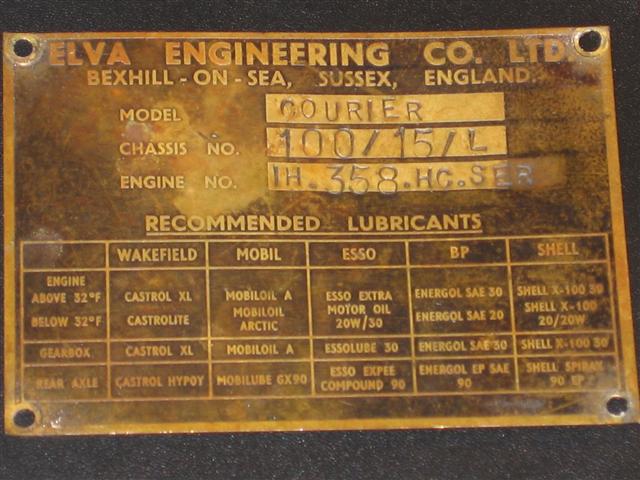 ELVA ENGINEERING CO. LTD.
BEXHILL-ON-SEA, SUSSEX, ENGLAND.
MODEL COURIER
CHASSIS NO. 100/15/L
ENGINE NO. 1H.358.HC.SER
RECOMMENDED LUBRICANTS
WAKEFIELD MOBIL ESSO BP SHELL
ENGINE
ABOVE 32°F CASTROL XL MOBILOIL A ESSO EXTRA MOTOR OIL 20W/30 ENERGOL SAE 30 SHELL X-100 30
BELOW 32°F CASTROLITE MOBILOIL ARCTIC ENERGOL SAE 20 SHELL X-100 20/20W
GEARBOX CASTROL XL MOBILOIL A ESSOLUBE 30 ENERGOL SAE 30 SHELL X-100 30
REAR AXLE CASTROL HYPOY MOBILUBE GX90 ESSO EXPEE COMPOUND 90 ENERGOL EP SAE 90 SHELL SPIRAX 90 EP